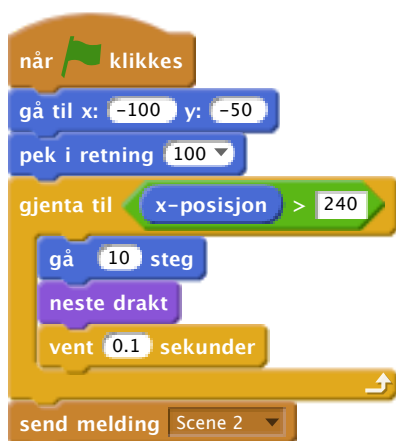 når klikkes
gå til x: -100 y: -50
pek i retning 100
gjenta til x-posisjon > 240
gå 10 steg
neste drakt
vent 0.1 sekunder
send melding Scene 2